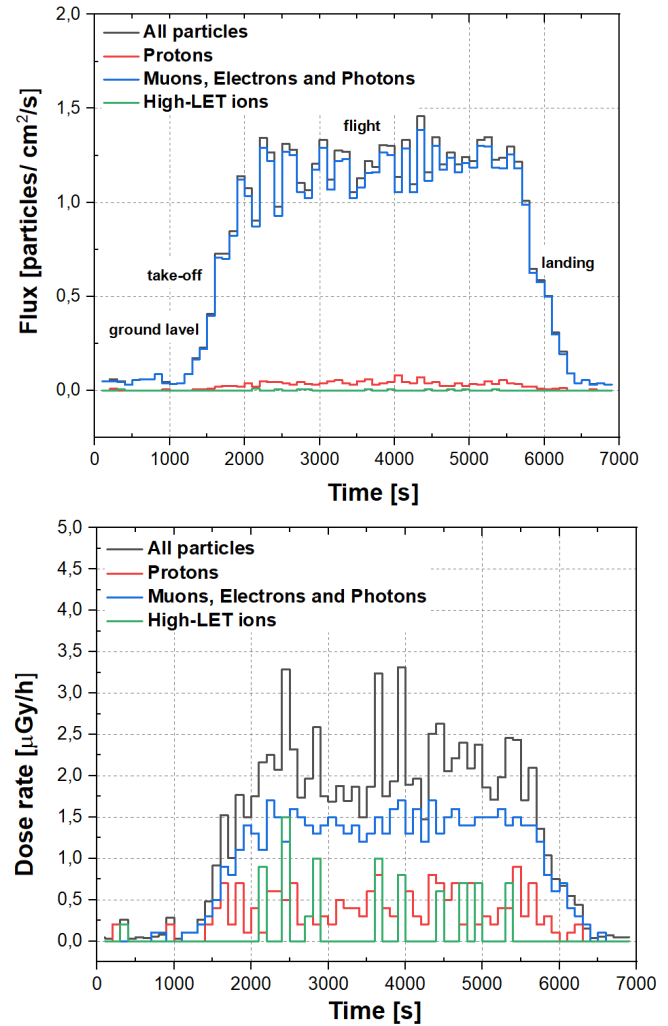 2,0
All particles
Protons
Muons, Electrons and Photons
High-LET ions
1,5
flight
1,0
take-off
landing
0,5
ground lavel
0,0
Flux [particles/ cm²/s]
0 1000 2000 3000 4000 5000 6000 7000
Time [s]
5,0
All particles
4,5
Protons
Muons, Electrons and Photons
4,0
High-LET ions
3,5
3,0
2,5
2,0
1,5
1,0
0,5
0,0
Dose rate [μGy/h]
0 1000 2000 3000 4000 5000 6000 7000
Time [s]